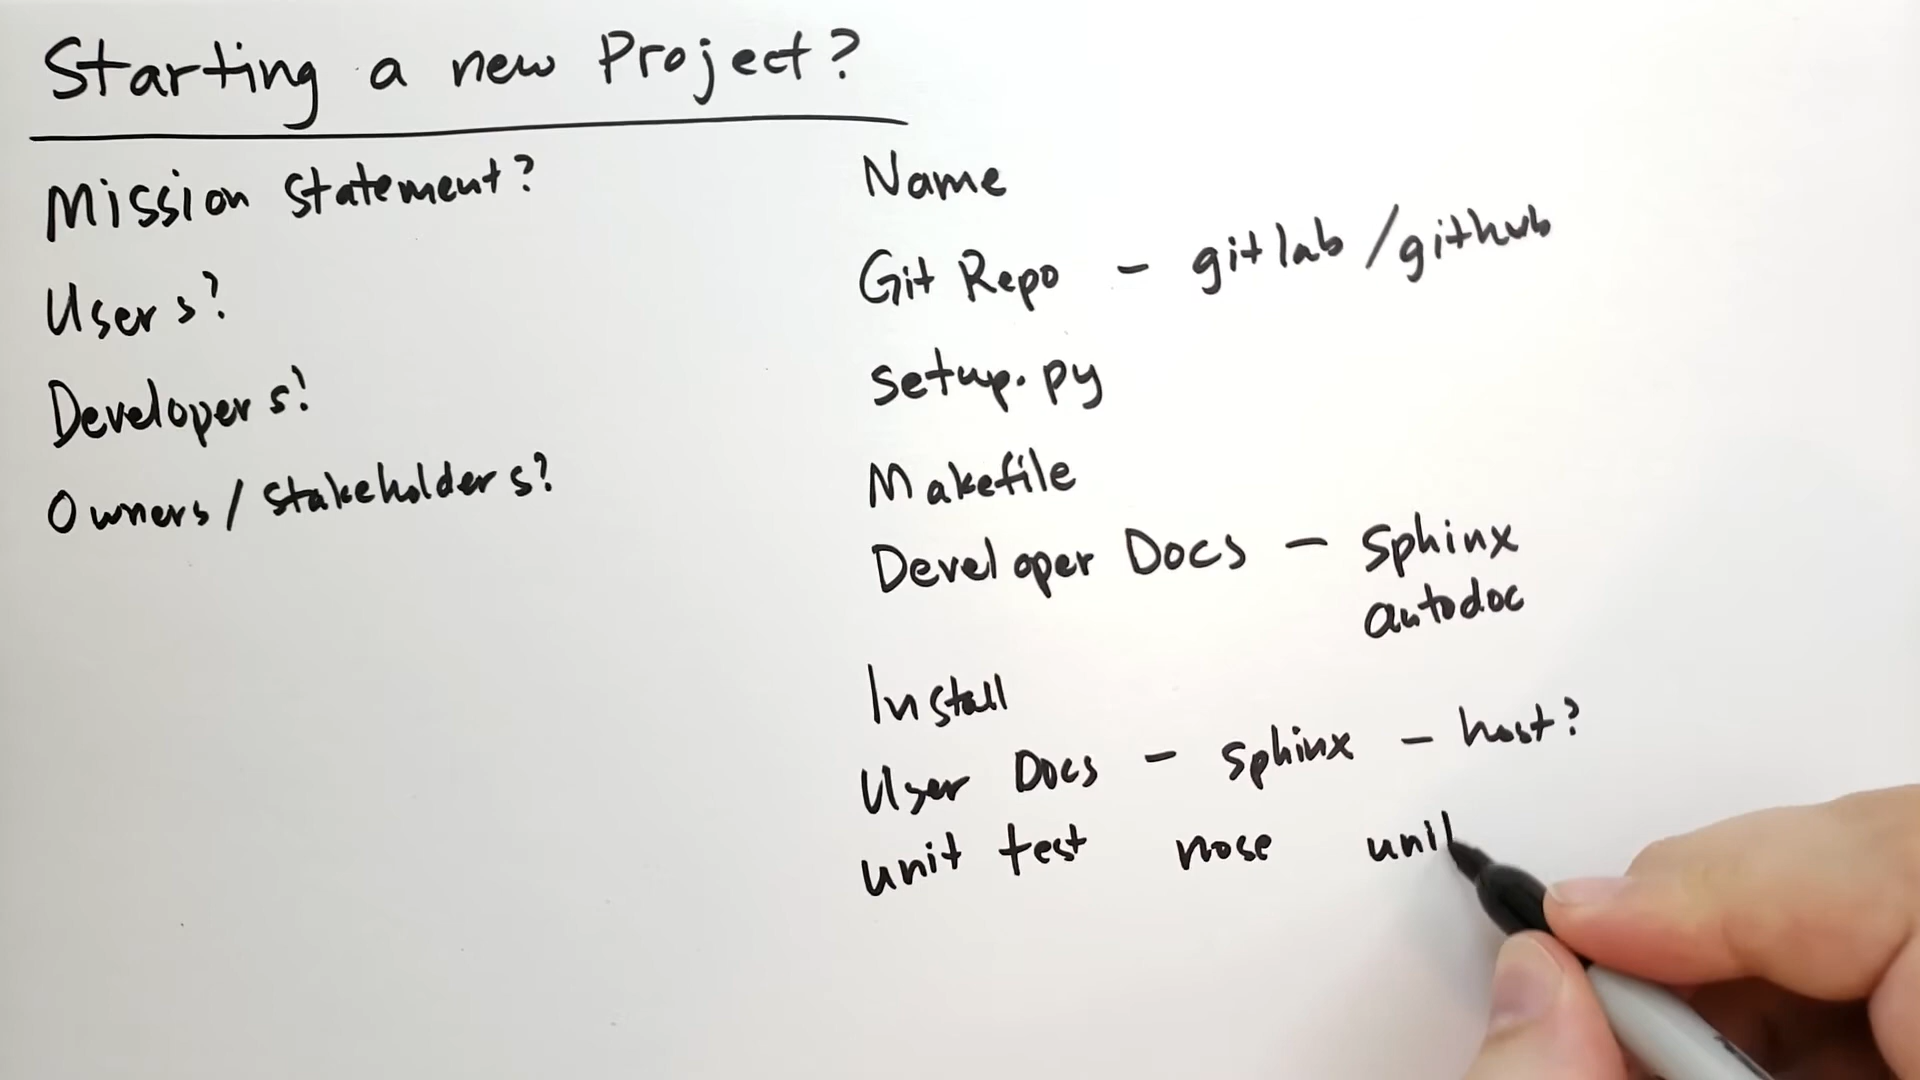 Starting a new Project?
Mission Statement?
Users?
Developers?
Owners / Stakeholders?
Name
Git Repo - gitlab / github
setup.py
Makefile
Developer Docs - Sphinx
autodoc
Install
User Docs - Sphinx - host?
unit test nose